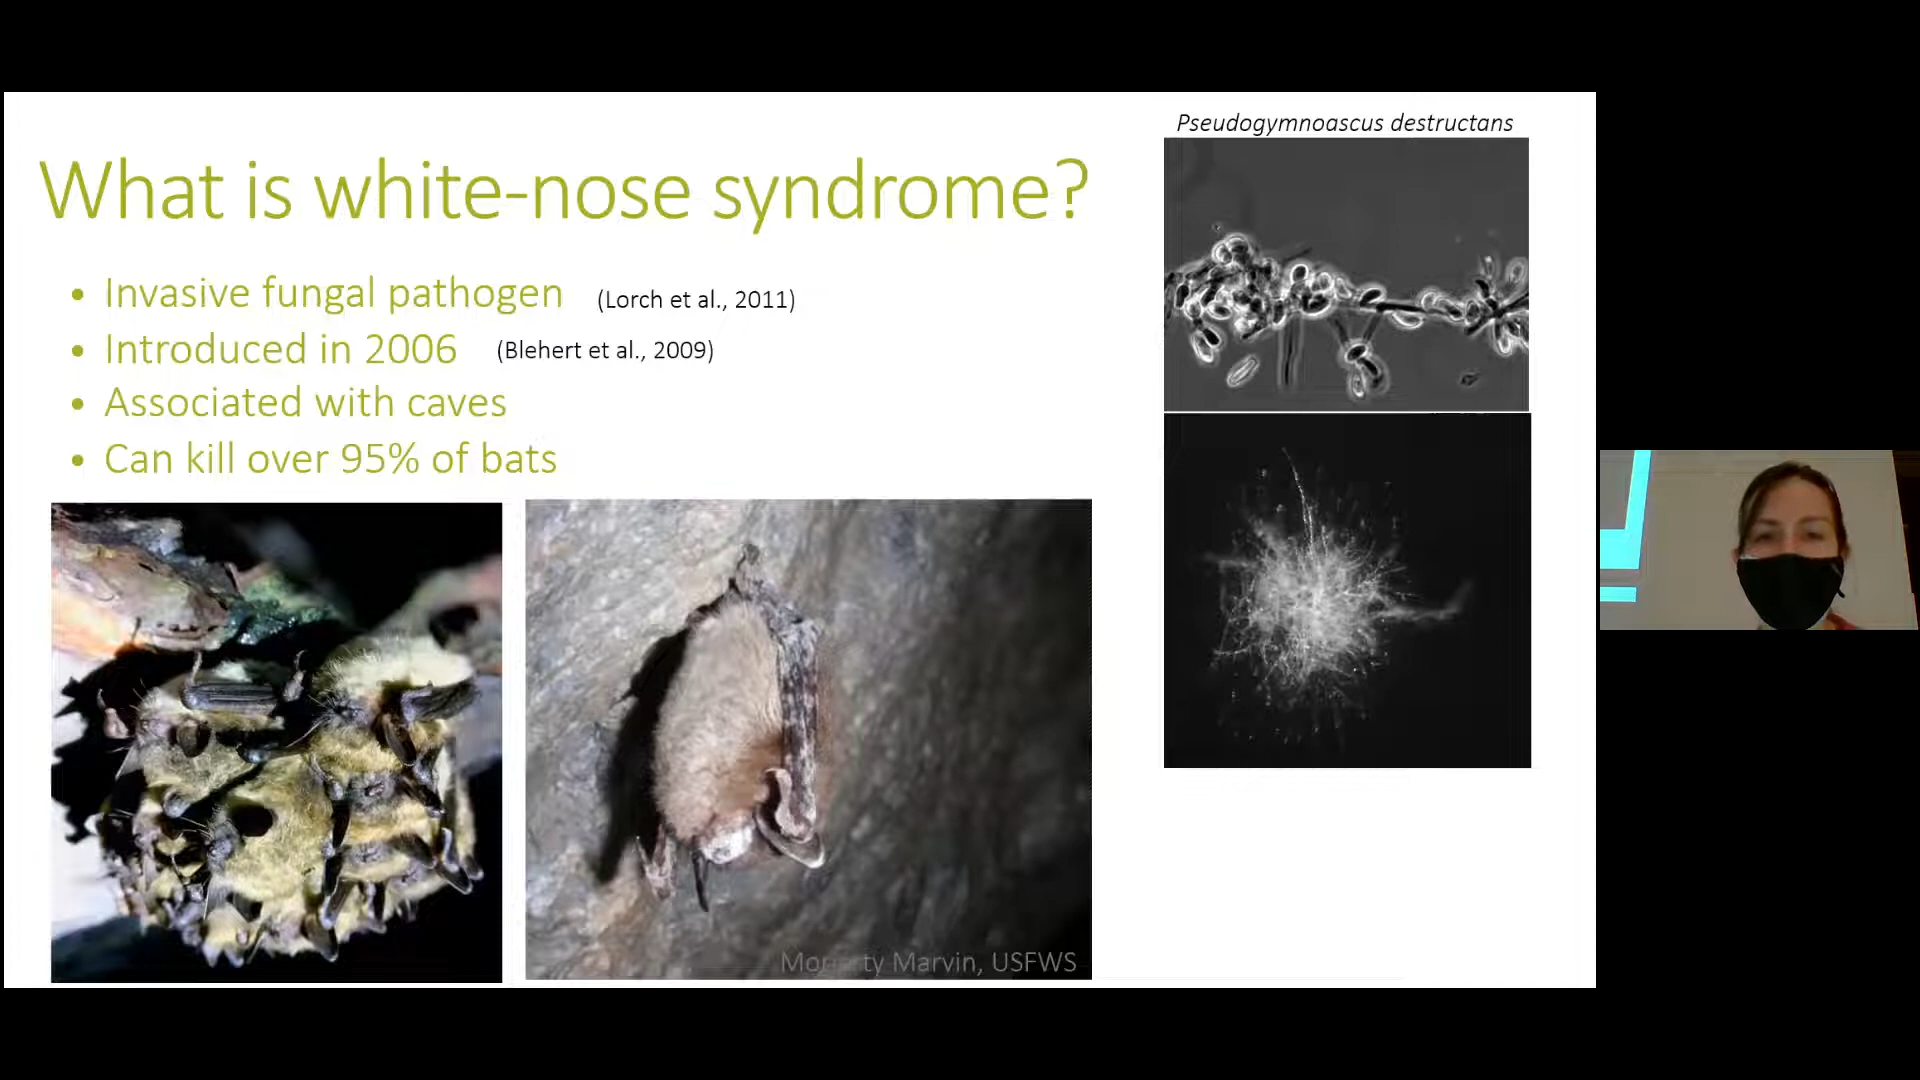 Pseudogymnoascus destructans
What is white-nose syndrome?
• Invasive fungal pathogen (Lorch et al., 2011)
• Introduced in 2006 (Blehert et al., 2009)
• Associated with caves
• Can kill over 95% of bats
Moriarty Marvin, USFWS